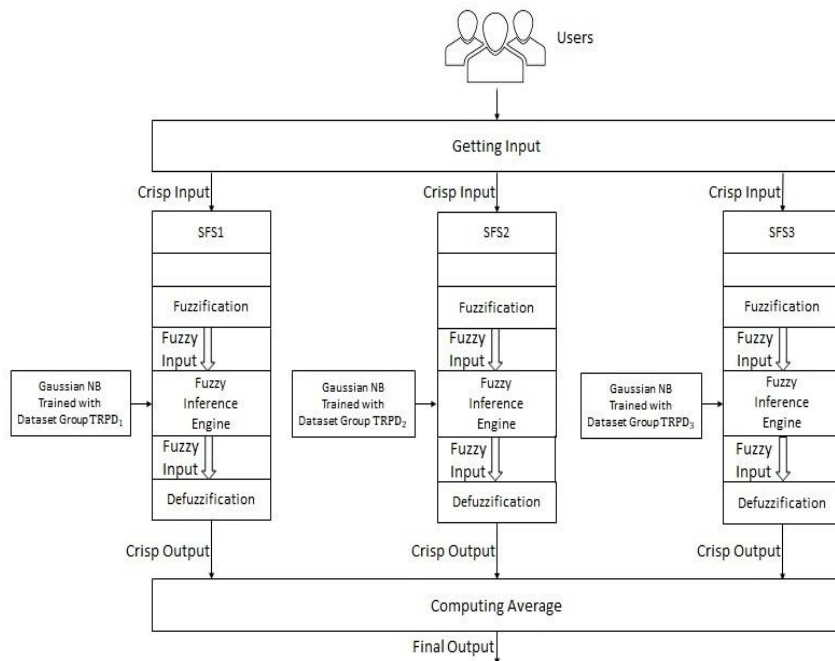 Users
Getting Input
Crisp Input
Crisp Input
Crisp Input
SFS1
SFS2
SFS3
Fuzzification
Fuzzification
Fuzzification
Fuzzy
Input
Fuzzy
Input
Fuzzy
Input
Gaussian NB
Trained with
Dataset Group TRPD₁
Fuzzy
Inference
Engine
Gaussian NB
Trained with
Dataset Group TRPD₂
Fuzzy
Inference
Engine
Gaussian NB
Trained with
Dataset Group TRPD₃
Fuzzy
Inference
Engine
Fuzzy
Input
Fuzzy
Input
Fuzzy
Input
Defuzzification
Defuzzification
Defuzzification
Crisp Output
Crisp Output
Crisp Output
Computing Average
Final Output